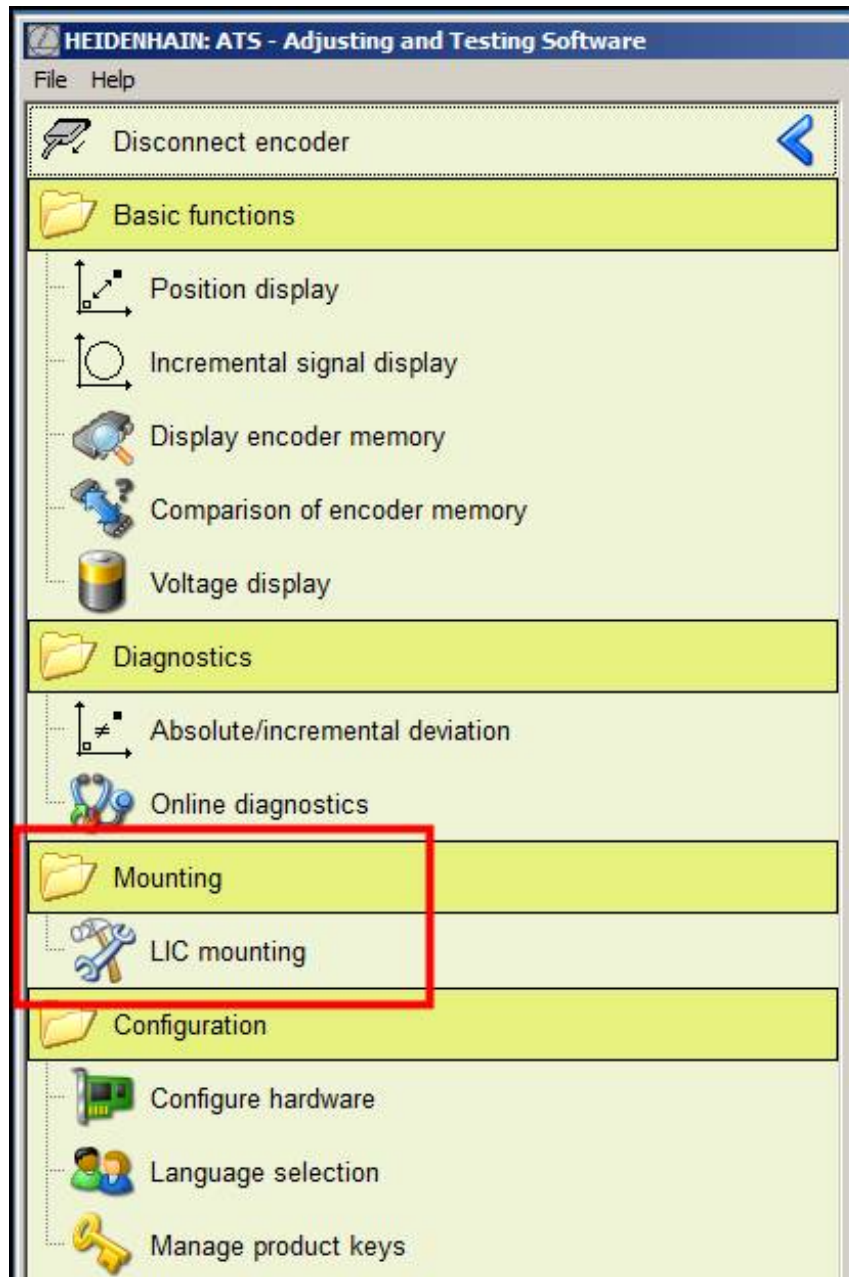 HEIDENHAIN: ATS - Adjusting and Testing Software
File Help
Disconnect encoder
Basic functions
Position display
Incremental signal display
Display encoder memory
Comparison of encoder memory
Voltage display
Diagnostics
Absolute/incremental deviation
Online diagnostics
Mounting
LIC mounting
Configuration
Configure hardware
Language selection
Manage product keys